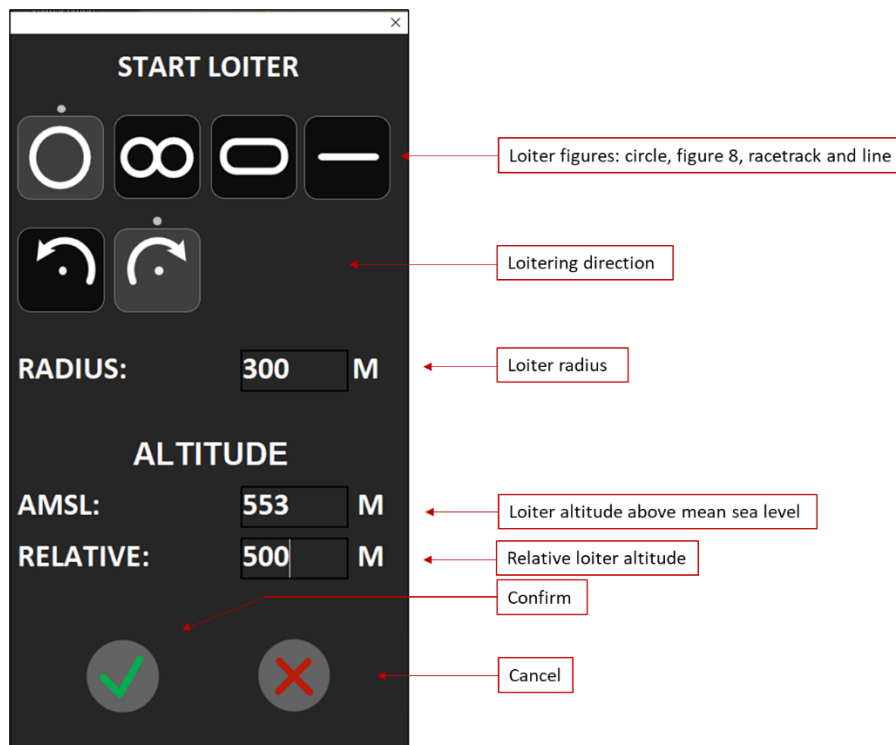 START LOITER
Loiter figures: circle, figure 8, racetrack and line
Loitering direction
RADIUS: 300 M
Loiter radius
ALTITUDE
AMSL: 553 M
Loiter altitude above mean sea level
RELATIVE: 500 M
Relative loiter altitude
Confirm
Cancel